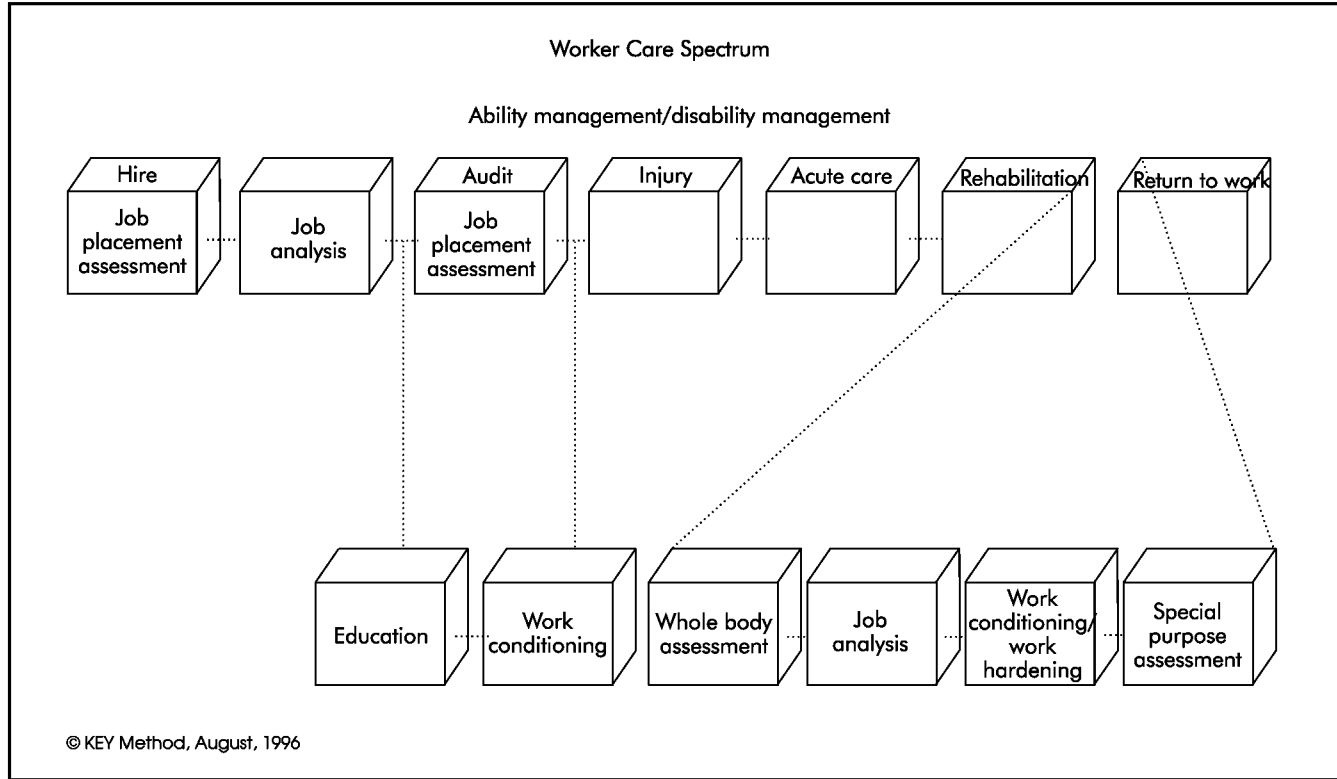 Worker Care Spectrum
Ability management/disability management
Hire
Job
placement
assessment
Job
analysis
Audit
Job
placement
assessment
Injury
Acute care
Rehabilitation
Return to work
Education
Work
conditioning
Whole body
assessment
Job
analysis
Work
conditioning/
work
hardening
Special
purpose
assessment
© KEY Method, August, 1996